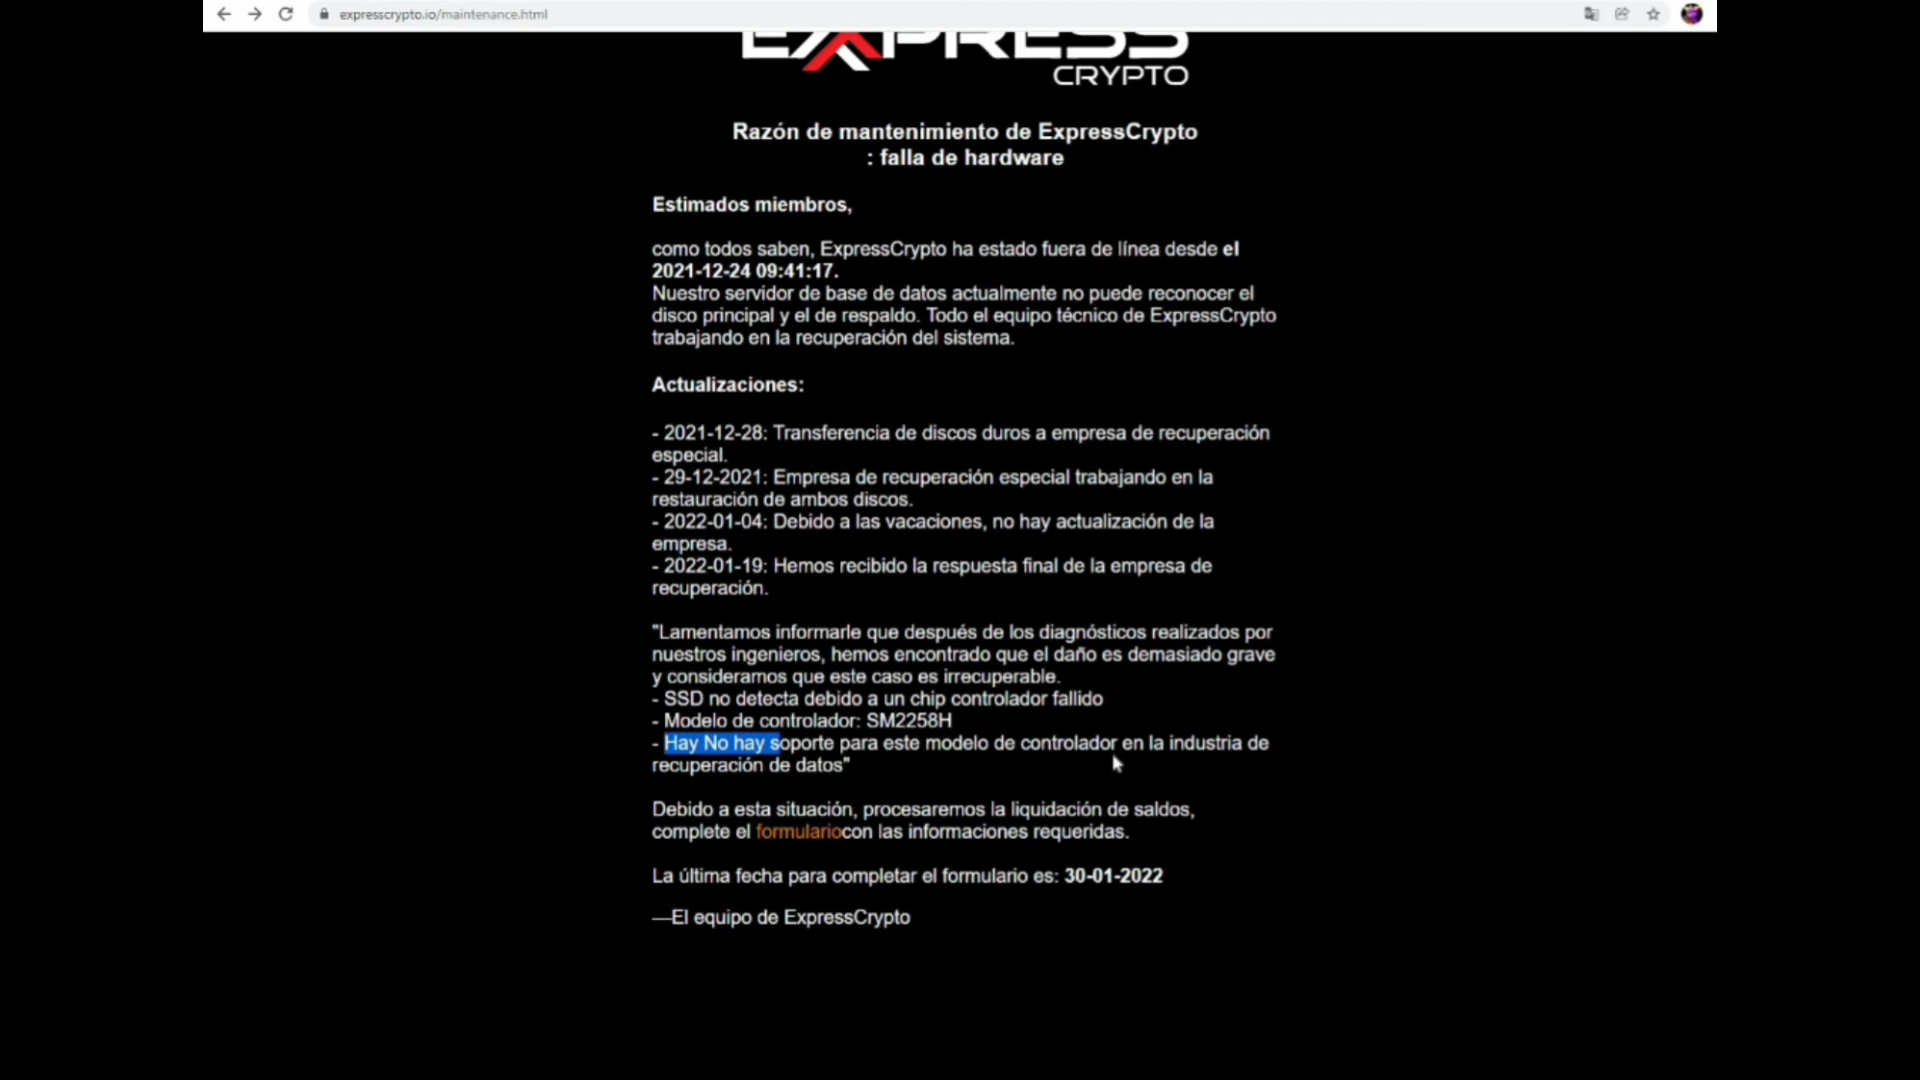 expresscrypto.io/maintenance.html
EXPRESS
CRYPTO
Razón de mantenimiento de ExpressCrypto
: falla de hardware
Estimados miembros,
como todos saben, ExpressCrypto ha estado fuera de línea desde el
2021-12-24 09:41:17.
Nuestro servidor de base de datos actualmente no puede reconocer el
disco principal y el de respaldo. Todo el equipo técnico de ExpressCrypto
trabajando en la recuperación del sistema.
Actualizaciones:
- 2021-12-28: Transferencia de discos duros a empresa de recuperación
especial.
- 29-12-2021: Empresa de recuperación especial trabajando en la
restauración de ambos discos.
- 2022-01-04: Debido a las vacaciones, no hay actualización de la
empresa.
- 2022-01-19: Hemos recibido la respuesta final de la empresa de
recuperación.
"Lamentamos informarle que después de los diagnósticos realizados por
nuestros ingenieros, hemos encontrado que el daño es demasiado grave
y consideramos que este caso es irrecuperable.
- SSD no detecta debido a un chip controlador fallido
- Modelo de controlador: SM2258H
- Hay No hay soporte para este modelo de controlador en la industria de
recuperación de datos"
Debido a esta situación, procesaremos la liquidación de saldos,
complete el formulariocon las informaciones requeridas.
La última fecha para completar el formulario es: 30-01-2022
—El equipo de ExpressCrypto